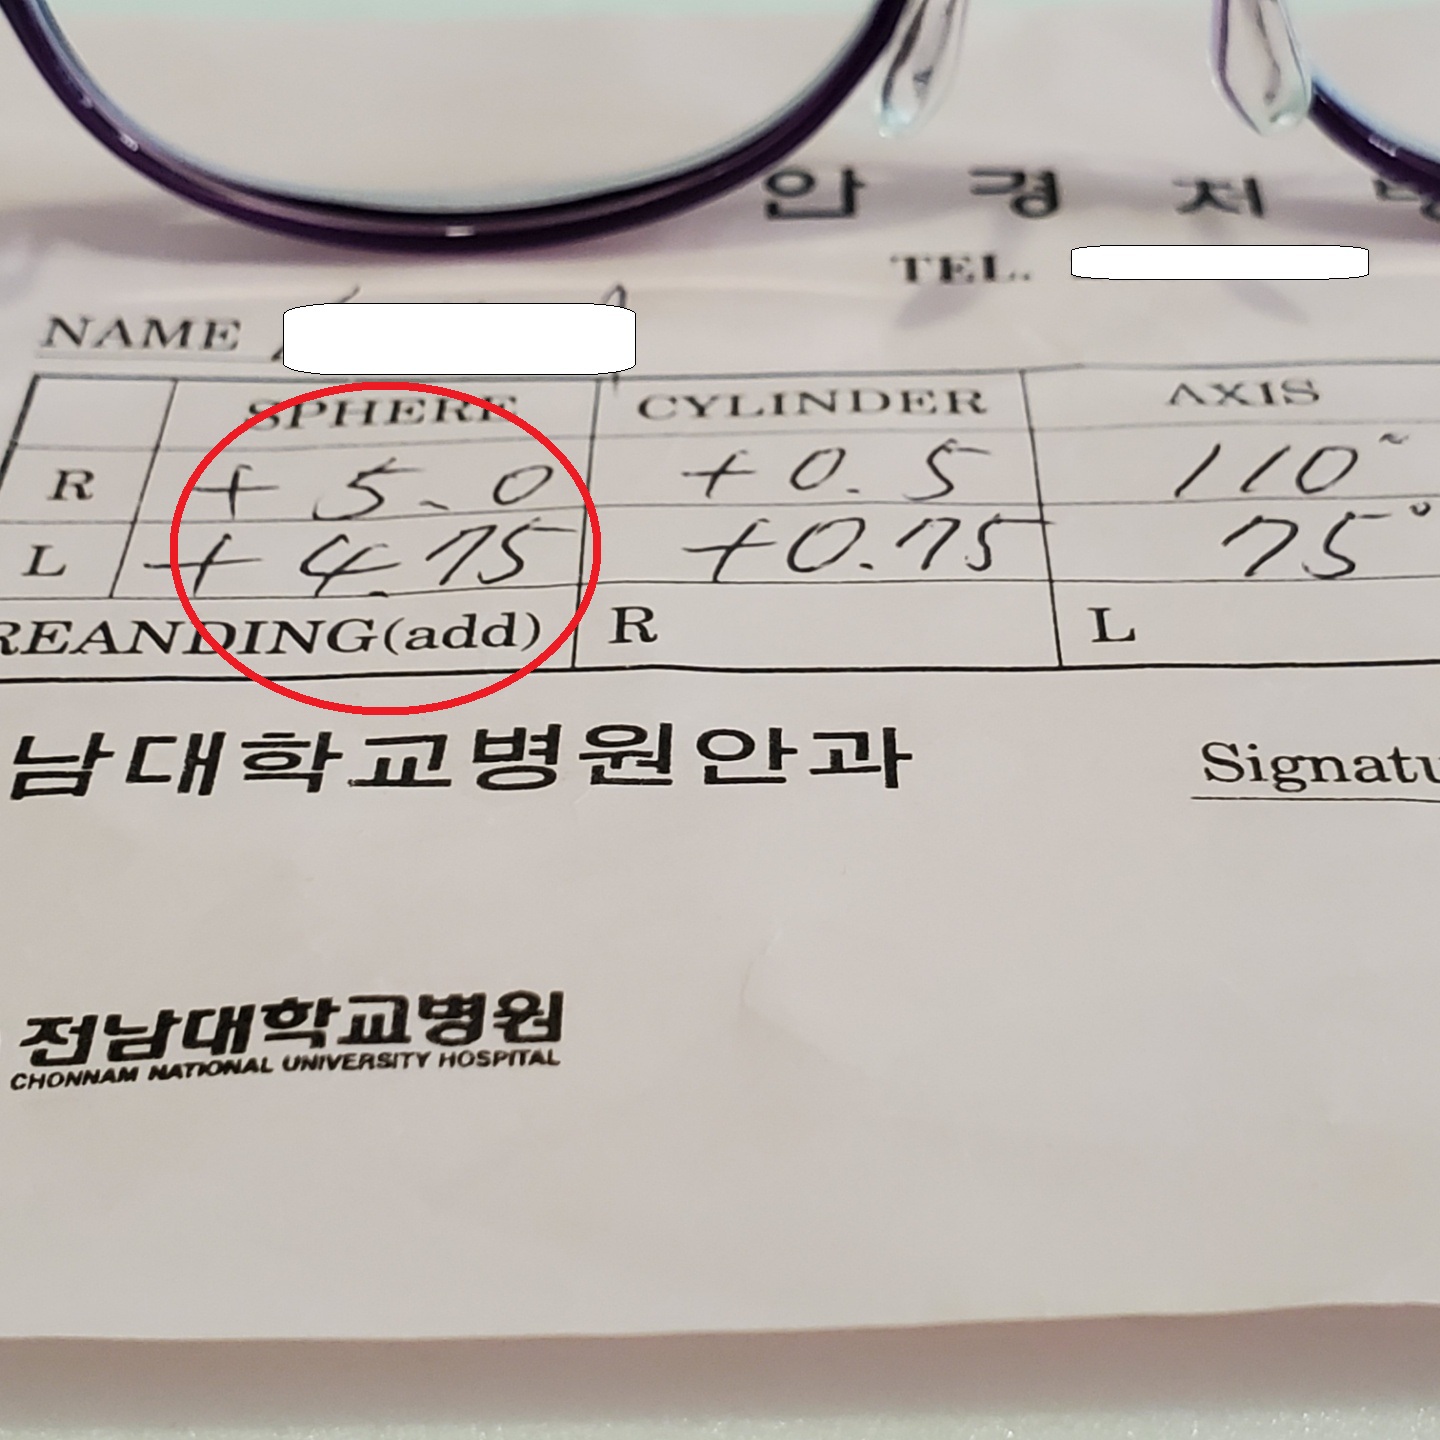 안 경 처
TEL.
NAME
SPHERE CYLINDER AXIS
R + 5.0 +0.5 110°
L + 4.75 +0.75 75°
READING(add) R L
남대학교병원안과 Signatu
전남대학교병원
CHONNAM NATIONAL UNIVERSITY HOSPITAL